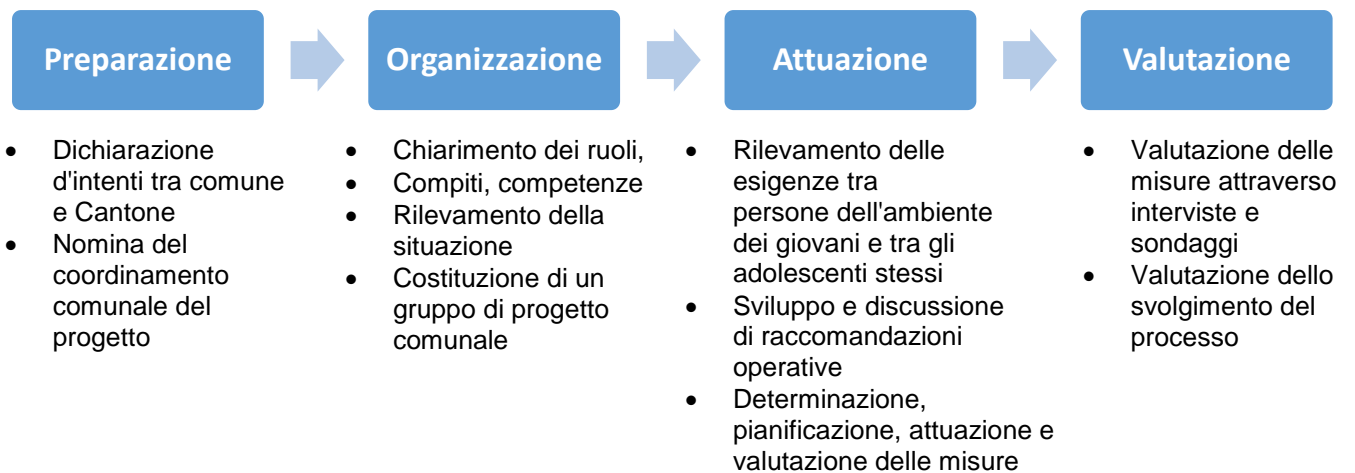 Preparazione
Organizzazione
Attuazione
Valutazione
• Dichiarazione
d'intenti tra comune
e Cantone
• Nomina del
coordinamento
comunale del
progetto
• Chiarimento dei ruoli,
• Compiti, competenze
• Rilevamento della
situazione
• Costituzione di un
gruppo di progetto
comunale
• Rilevamento delle
esigenze tra
persone dell'ambiente
dei giovani e tra gli
adolescenti stessi
• Sviluppo e discussione
di raccomandazioni
operative
• Determinazione,
pianificazione, attuazione e
valutazione delle misure
• Valutazione delle
misure attraverso
interviste e
sondaggi
• Valutazione dello
svolgimento del
processo